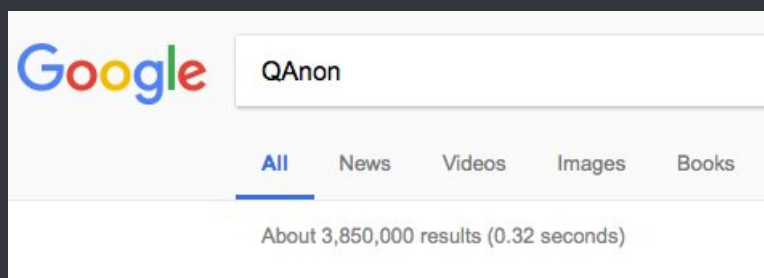 Google QAnon
All News Videos Images Books
About 3,850,000 results (0.32 seconds)